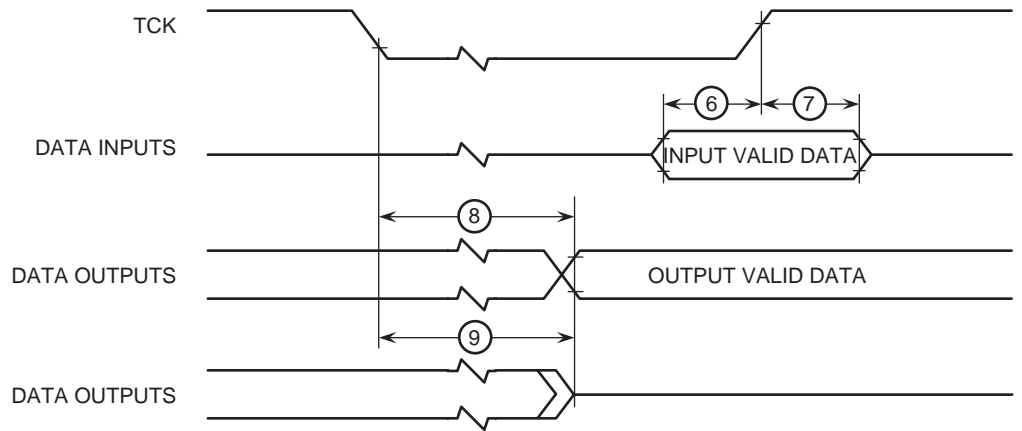 TCK
6
7
DATA INPUTS
INPUT VALID DATA
8
DATA OUTPUTS
OUTPUT VALID DATA
9
DATA OUTPUTS